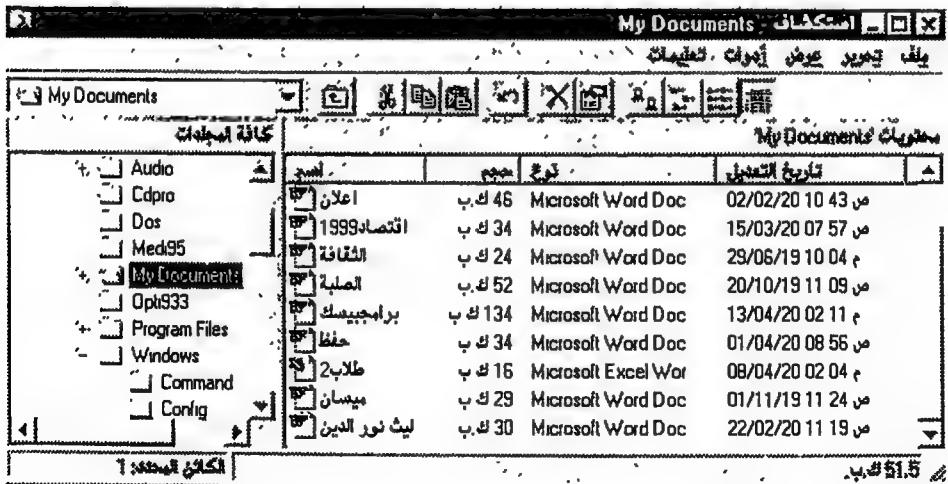 استكشاف - My Documents
ملف تحرير عرض أدوات تعليمات
My Documents
كافة المجلدات
محتويات 'My Documents'
Audio
Cdpro
Dos
Medi95
My Documents
Opti933
Program Files
Windows
Command
Config
اسم حجم نوع تاريخ التعديل
اعلان 46 ك.ب Microsoft Word Doc 02/02/20 10 43 ص
اقتصاد1999 34 ك ب Microsoft Word Doc 15/03/20 07 57 ص
الثقافة 24 ك ب Microsoft Word Doc 29/06/19 10 04 م
الصلبة 52 ك.ب Microsoft Word Doc 20/10/19 11 09 ص
برامجبيسك 134 ك ب Microsoft Word Doc 13/04/20 02 11 م
حفظ 34 ك ب Microsoft Word Doc 01/04/20 08 56 ص
طلاب2 16 ك ب Microsoft Excel Wor 08/04/20 02 04 م
ميسان 29 ك.ب Microsoft Word Doc 01/11/19 11 24 ص
ليث نور الدين 30 ك.ب Microsoft Word Doc 22/02/20 11 19 ص
الكائن المحدد: 1
51.5 ك.ب.